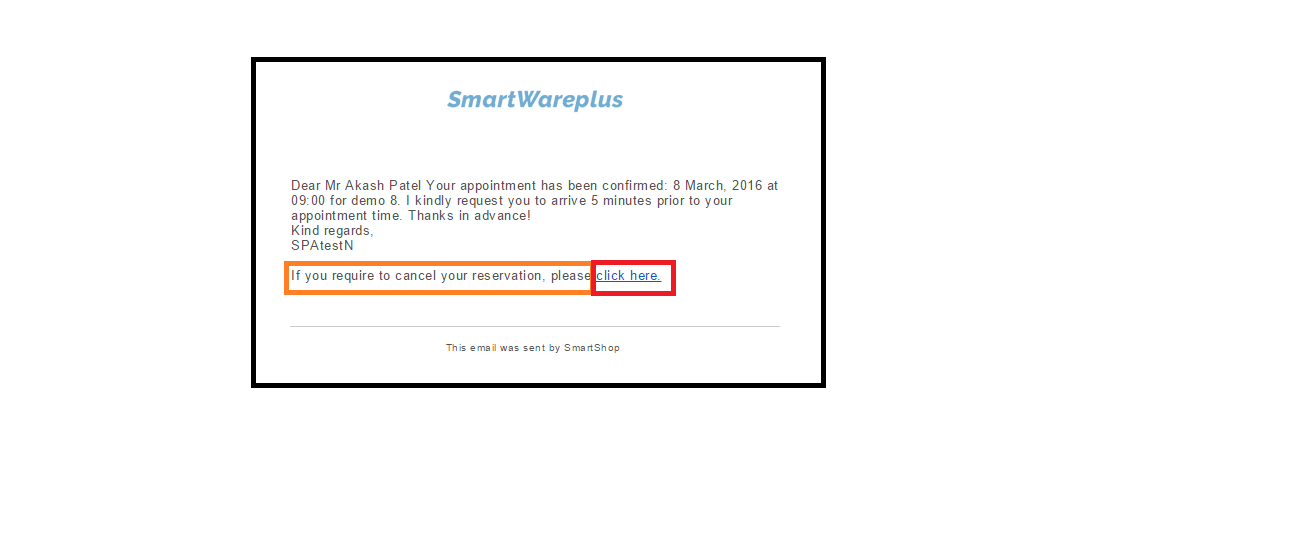 SmartWareplus
Dear Mr Akash Patel Your appointment has been confirmed: 8 March, 2016 at
09:00 for demo 8. I kindly request you to arrive 5 minutes prior to your
appointment time. Thanks in advance!
Kind regards,
SPAtestN
If you require to cancel your reservation, please click here.
This email was sent by SmartShop